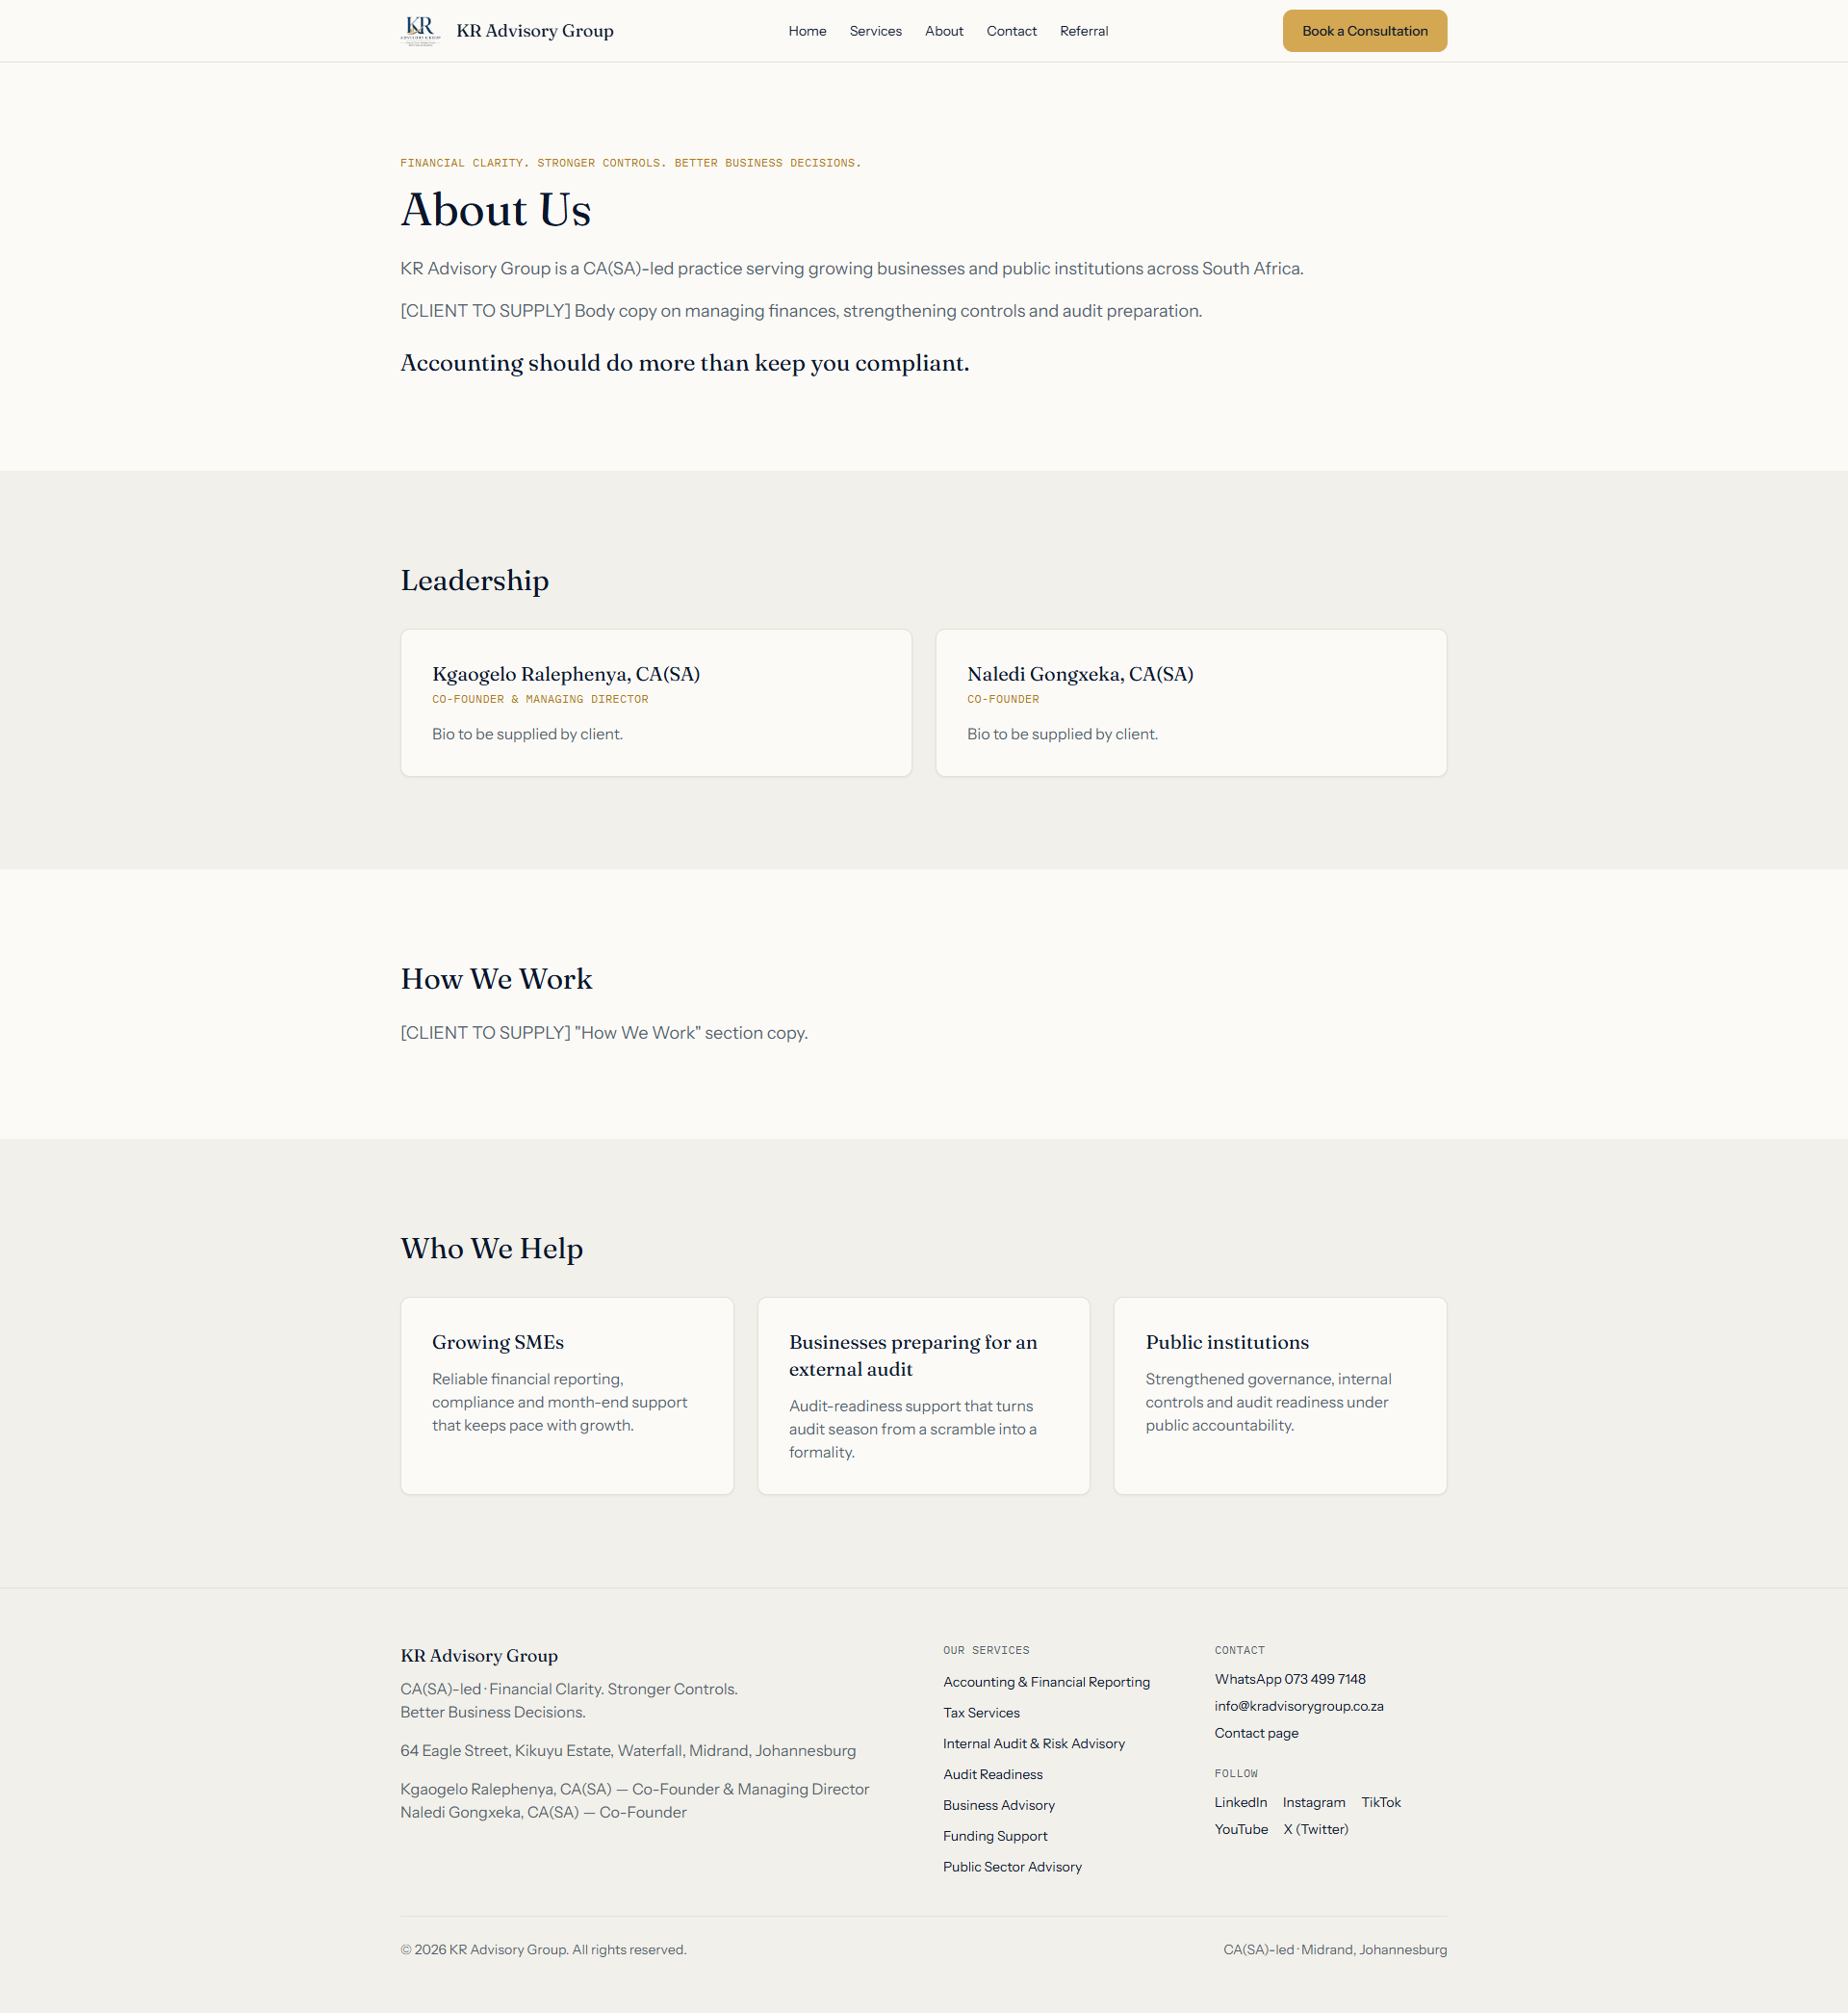 KR
KR Advisory Group
Home
Services
About
Contact
Referral
Book a Consultation
FINANCIAL CLARITY. STRONGER CONTROLS. BETTER BUSINESS DECISIONS.
About Us
KR Advisory Group is a CA(SA)-led practice serving growing businesses and public institutions across South Africa.
[CLIENT TO SUPPLY] Body copy on managing finances, strengthening controls and audit preparation.
Accounting should do more than keep you compliant.
Leadership
Kgaogelo Ralephenya, CA(SA)
CO-FOUNDER & MANAGING DIRECTOR
Bio to be supplied by client.
Naledi Gongxeka, CA(SA)
CO-FOUNDER
Bio to be supplied by client.
How We Work
[CLIENT TO SUPPLY] "How We Work" section copy.
Who We Help
Growing SMEs
Reliable financial reporting,
compliance and month-end support
that keeps pace with growth.
Businesses preparing for an
external audit
Audit-readiness support that turns
audit season from a scramble into a
formality.
Public institutions
Strengthened governance, internal
controls and audit readiness under
public accountability.
KR Advisory Group
CA(SA)-led · Financial Clarity. Stronger Controls.
Better Business Decisions.
64 Eagle Street, Kikuyu Estate, Waterfall, Midrand, Johannesburg
Kgaogelo Ralephenya, CA(SA) — Co-Founder & Managing Director
Naledi Gongxeka, CA(SA) — Co-Founder
OUR SERVICES
Accounting & Financial Reporting
Tax Services
Internal Audit & Risk Advisory
Audit Readiness
Business Advisory
Funding Support
Public Sector Advisory
CONTACT
WhatsApp 073 499 7148
info@kradvisorygroup.co.za
Contact page
FOLLOW
LinkedIn Instagram TikTok
YouTube X (Twitter)
© 2026 KR Advisory Group. All rights reserved.
CA(SA)-led · Midrand, Johannesburg